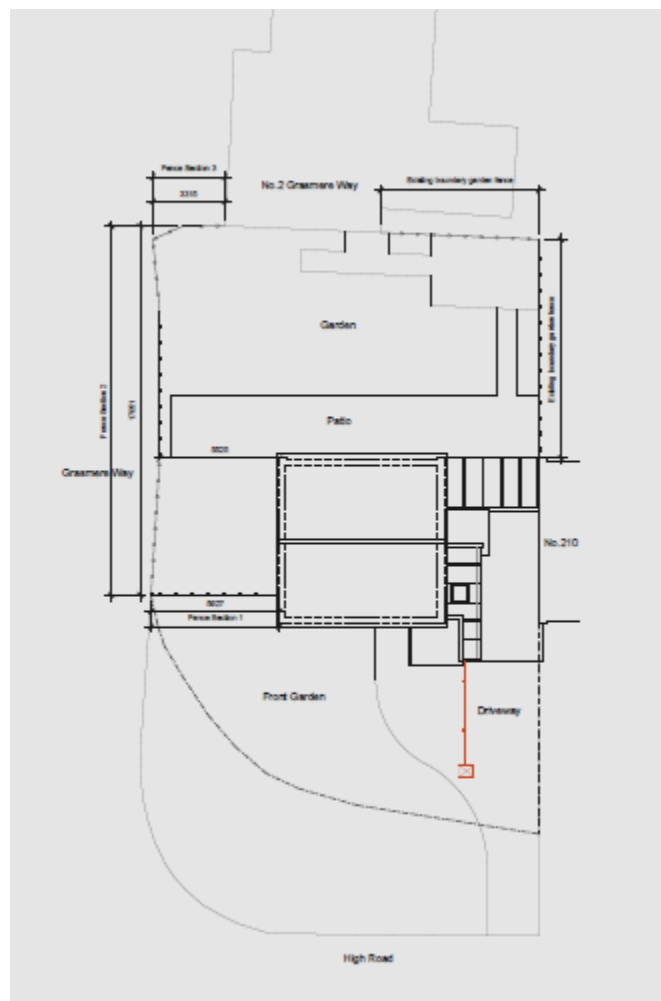 Fence Section 3
No.2 Grasmere Way
Existing boundary garden fence
Existing boundary garden fence
Garden
Fence Section 2
Patio
Grasmere Way
No.210
Fence Section 1
Front Garden
Driveway
High Road